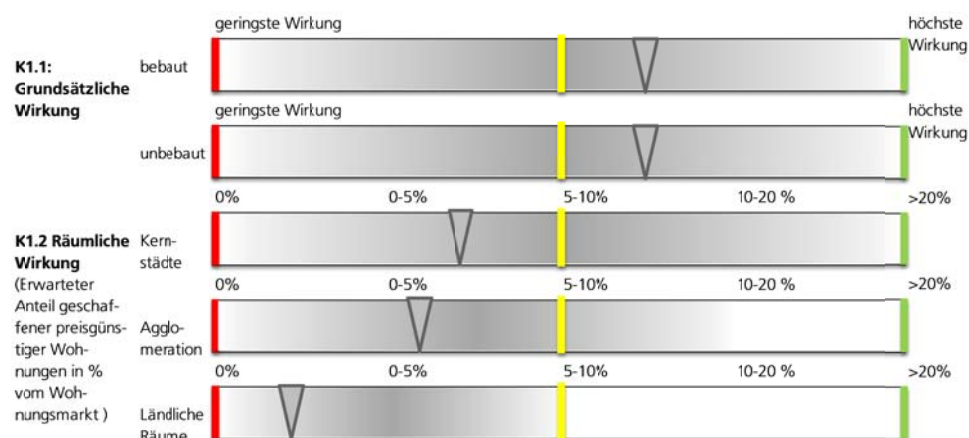 geringste Wirkung höchste Wirkung
K1.1: Grundsätzliche Wirkung
bebaut
geringste Wirkung höchste Wirkung
unbebaut
0% 0-5% 5-10% 10-20 % >20%
K1.2 Räumliche Wirkung
(Erwarteter
Anteil geschaf-
fener preisgüns-
tiger Woh-
nungen in %
vom Woh-
nungsmarkt )
Kern-
städte
0% 0-5% 5-10% 10-20 % >20%
Agglo-
meration
0% 0-5% 5-10% 10-20 % >20%
Ländliche
Räume